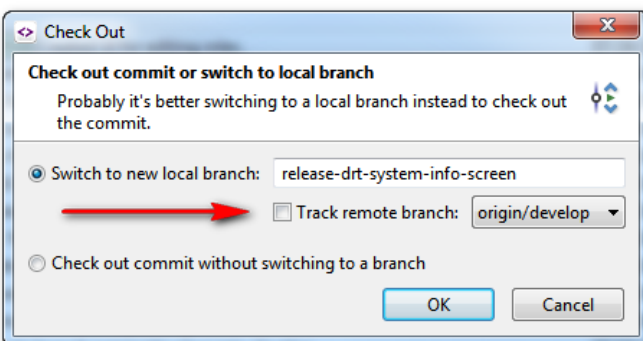 Check Out
Check out commit or switch to local branch
Probably it's better switching to a local branch instead to check out
the commit.
Switch to new local branch: release-drt-system-info-screen
Track remote branch: origin/develop
Check out commit without switching to a branch
OK Cancel